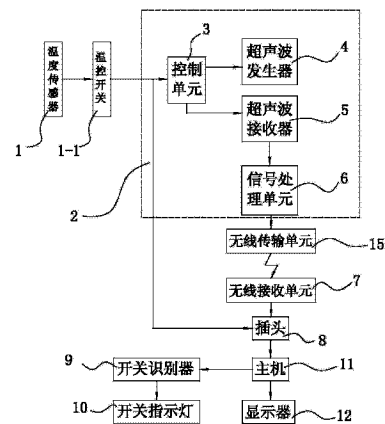 3
控制
单元
超声波
发生器
4
温度传感器
1
温控开关
1-1
超声波
接收器
5
信号处
理单元
6
2
无线传输单元
15
无线接收单元
7
插头
8
9
开关识别器
主机
11
10
开关指示灯
显示器
12